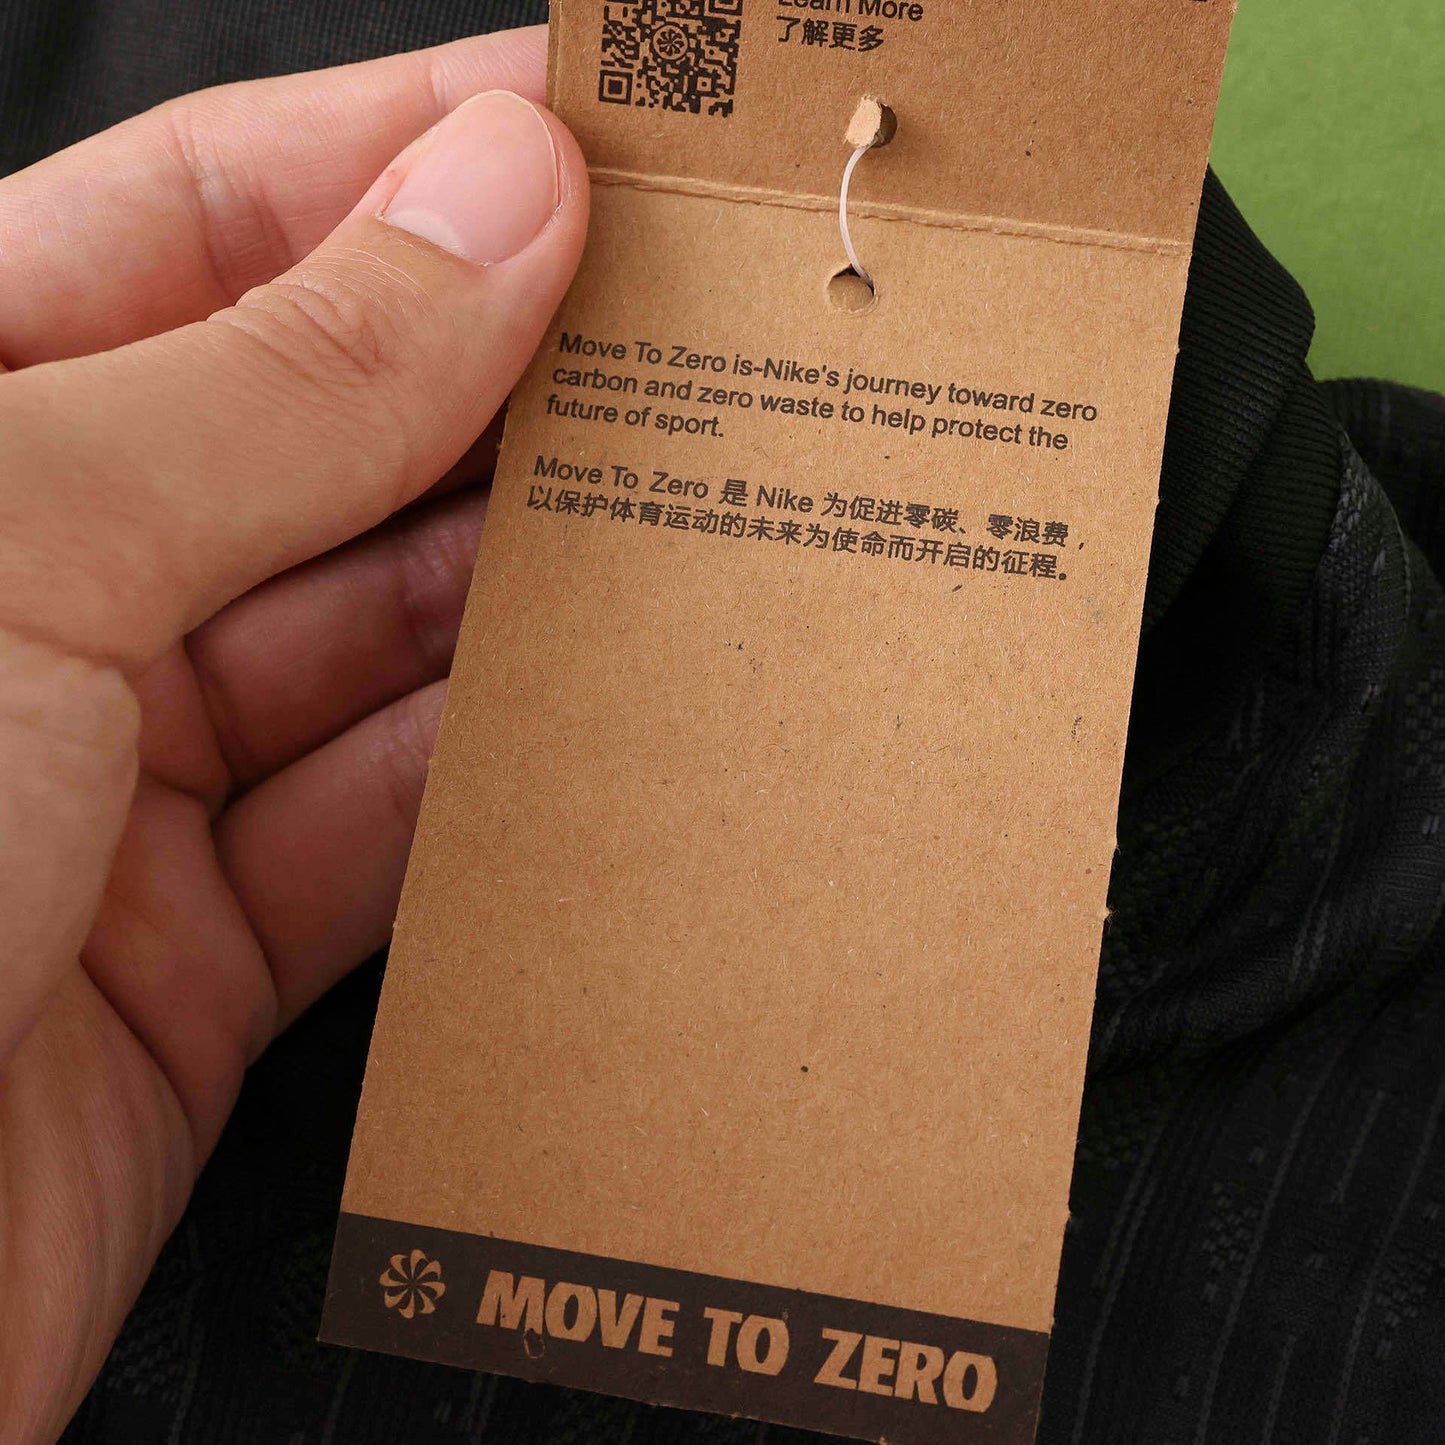 Learn More
了解更多
Move To Zero is-Nike's journey toward zero
carbon and zero waste to help protect the
future of sport.
Move To Zero 是 Nike 为促进零碳、零浪费，
以保护体育运动的未来为使命而开启的征程。
MOVE TO ZERO